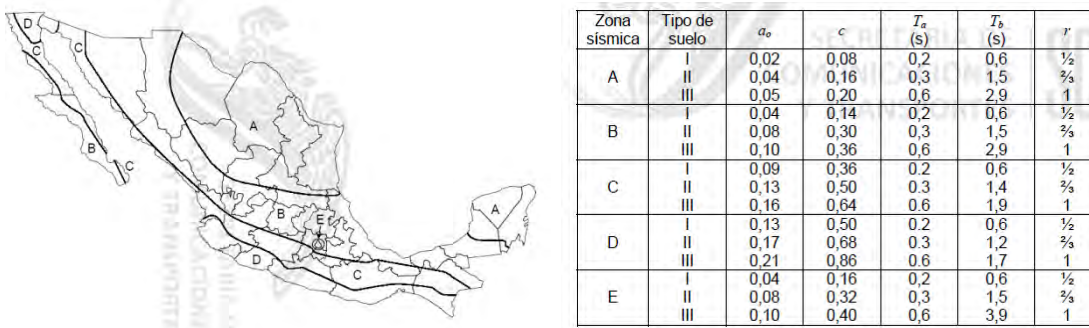 D
C
C
A
B
C
B
E
D
C
A
Zona sísmica Tipo de suelo a₀ c Tₐ (s) T_b (s) r
A I 0,02 0,08 0,2 0,6 ½
II 0,04 0,16 0,3 1,5 ⅔
III 0,05 0,20 0,6 2,9 1
B I 0,04 0,14 0,2 0,6 ½
II 0,08 0,30 0,3 1,5 ⅔
III 0,10 0,36 0,6 2,9 1
C I 0,09 0,36 0,2 0,6 ½
II 0,13 0,50 0,3 1,4 ⅔
III 0,16 0,64 0.6 1,9 1
D I 0,13 0,50 0,2 0,6 ½
II 0,17 0,68 0,3 1,2 ⅔
III 0,21 0,86 0.6 1,7 1
E I 0,04 0,16 0,2 0,6 ½
II 0,08 0,32 0,3 1,5 ⅔
III 0,10 0,40 0,6 3,9 1